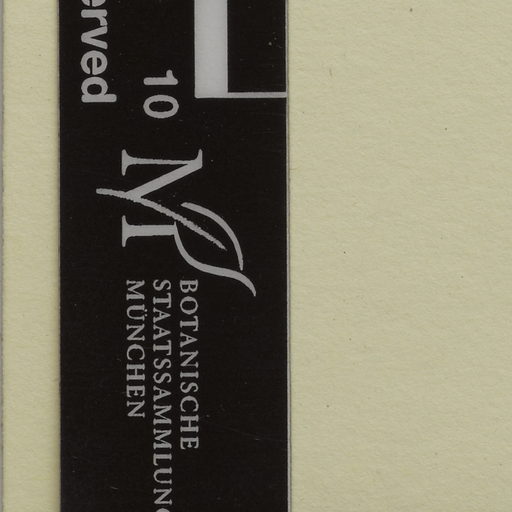 erved
10
M
BOTANISCHE
STAATSSAMMLUNG
MÜNCHEN